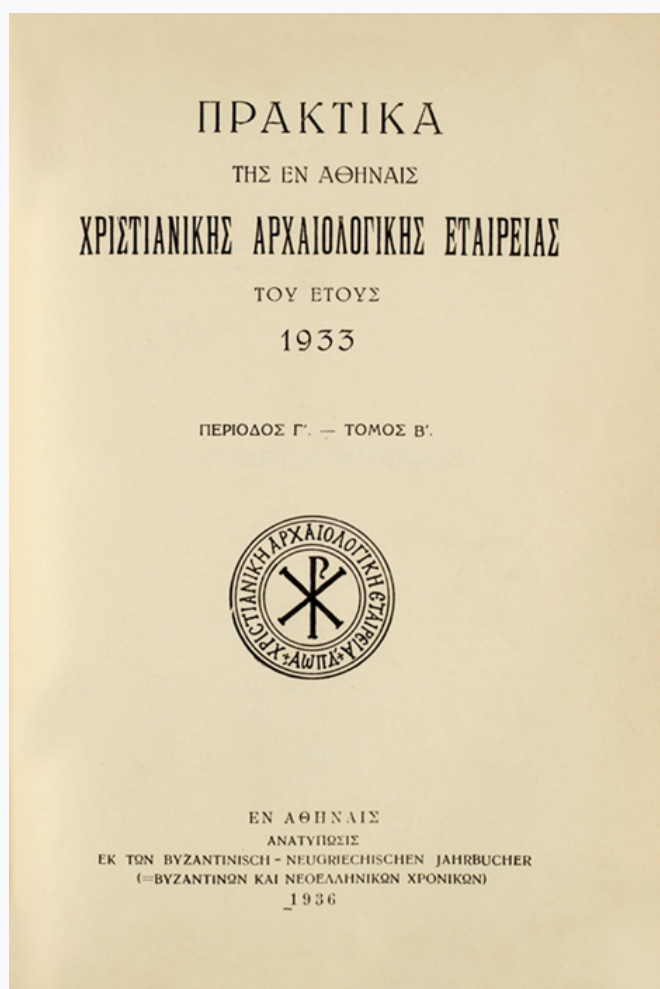 ΠΡΑΚΤΙΚΑ
ΤΗΣ ΕΝ ΑΘΗΝΑΙΣ
ΧΡΙΣΤΙΑΝΙΚΗΣ ΑΡΧΑΙΟΛΟΓΙΚΗΣ ΕΤΑΙΡΕΙΑΣ
ΤΟΥ ΕΤΟΥΣ
1933
ΠΕΡΙΟΔΟΣ Γ'. — ΤΟΜΟΣ Β'.
ΧΡΙCΤΙΑΝΙΚΗ ΑΡΧΑΙΟΛΟΓΙΚΗ ΕΤΑΙΡΕΙΑ
ΑΩΠΔ
ΕΝ ΑΘΗΝΑΙΣ
ΑΝΑΤΥΠΩΣΙΣ
ΕΚ ΤΩΝ BYZANTINISCH - NEUGRIECHISCHEN JAHRBUCHER
(=ΒΥΖΑΝΤΙΝΩΝ ΚΑΙ ΝΕΟΕΛΛΗΝΙΚΩΝ ΧΡΟΝΙΚΩΝ)
1936